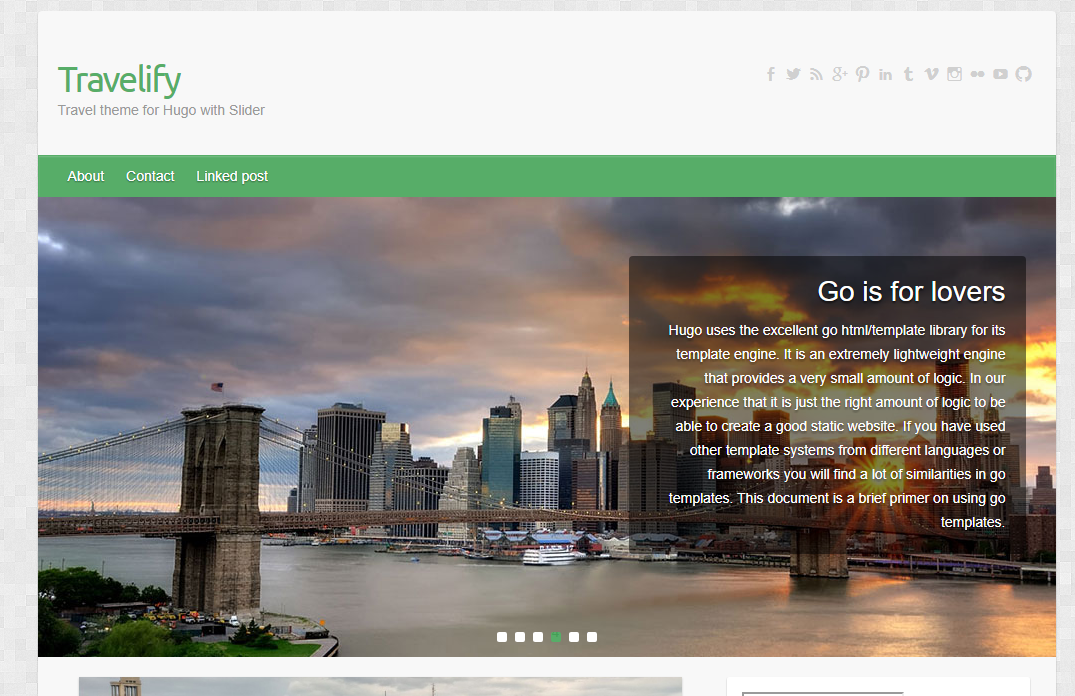 Travelify
Travel theme for Hugo with Slider
About Contact Linked post
Go is for lovers
Hugo uses the excellent go html/template library for its
template engine. It is an extremely lightweight engine
that provides a very small amount of logic. In our
experience that it is just the right amount of logic to be
able to create a good static website. If you have used
other template systems from different languages or
frameworks you will find a lot of similarities in go
templates. This document is a brief primer on using go
templates.